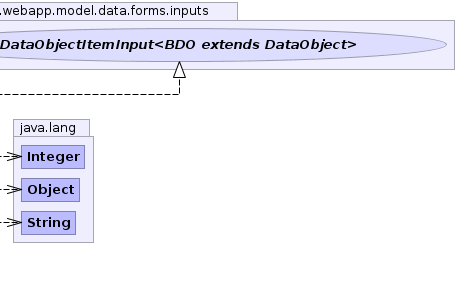 .webapp.model.data.forms.inputs
DataObjectItemInput<BDO extends DataObject>
java.lang
Integer
Object
String